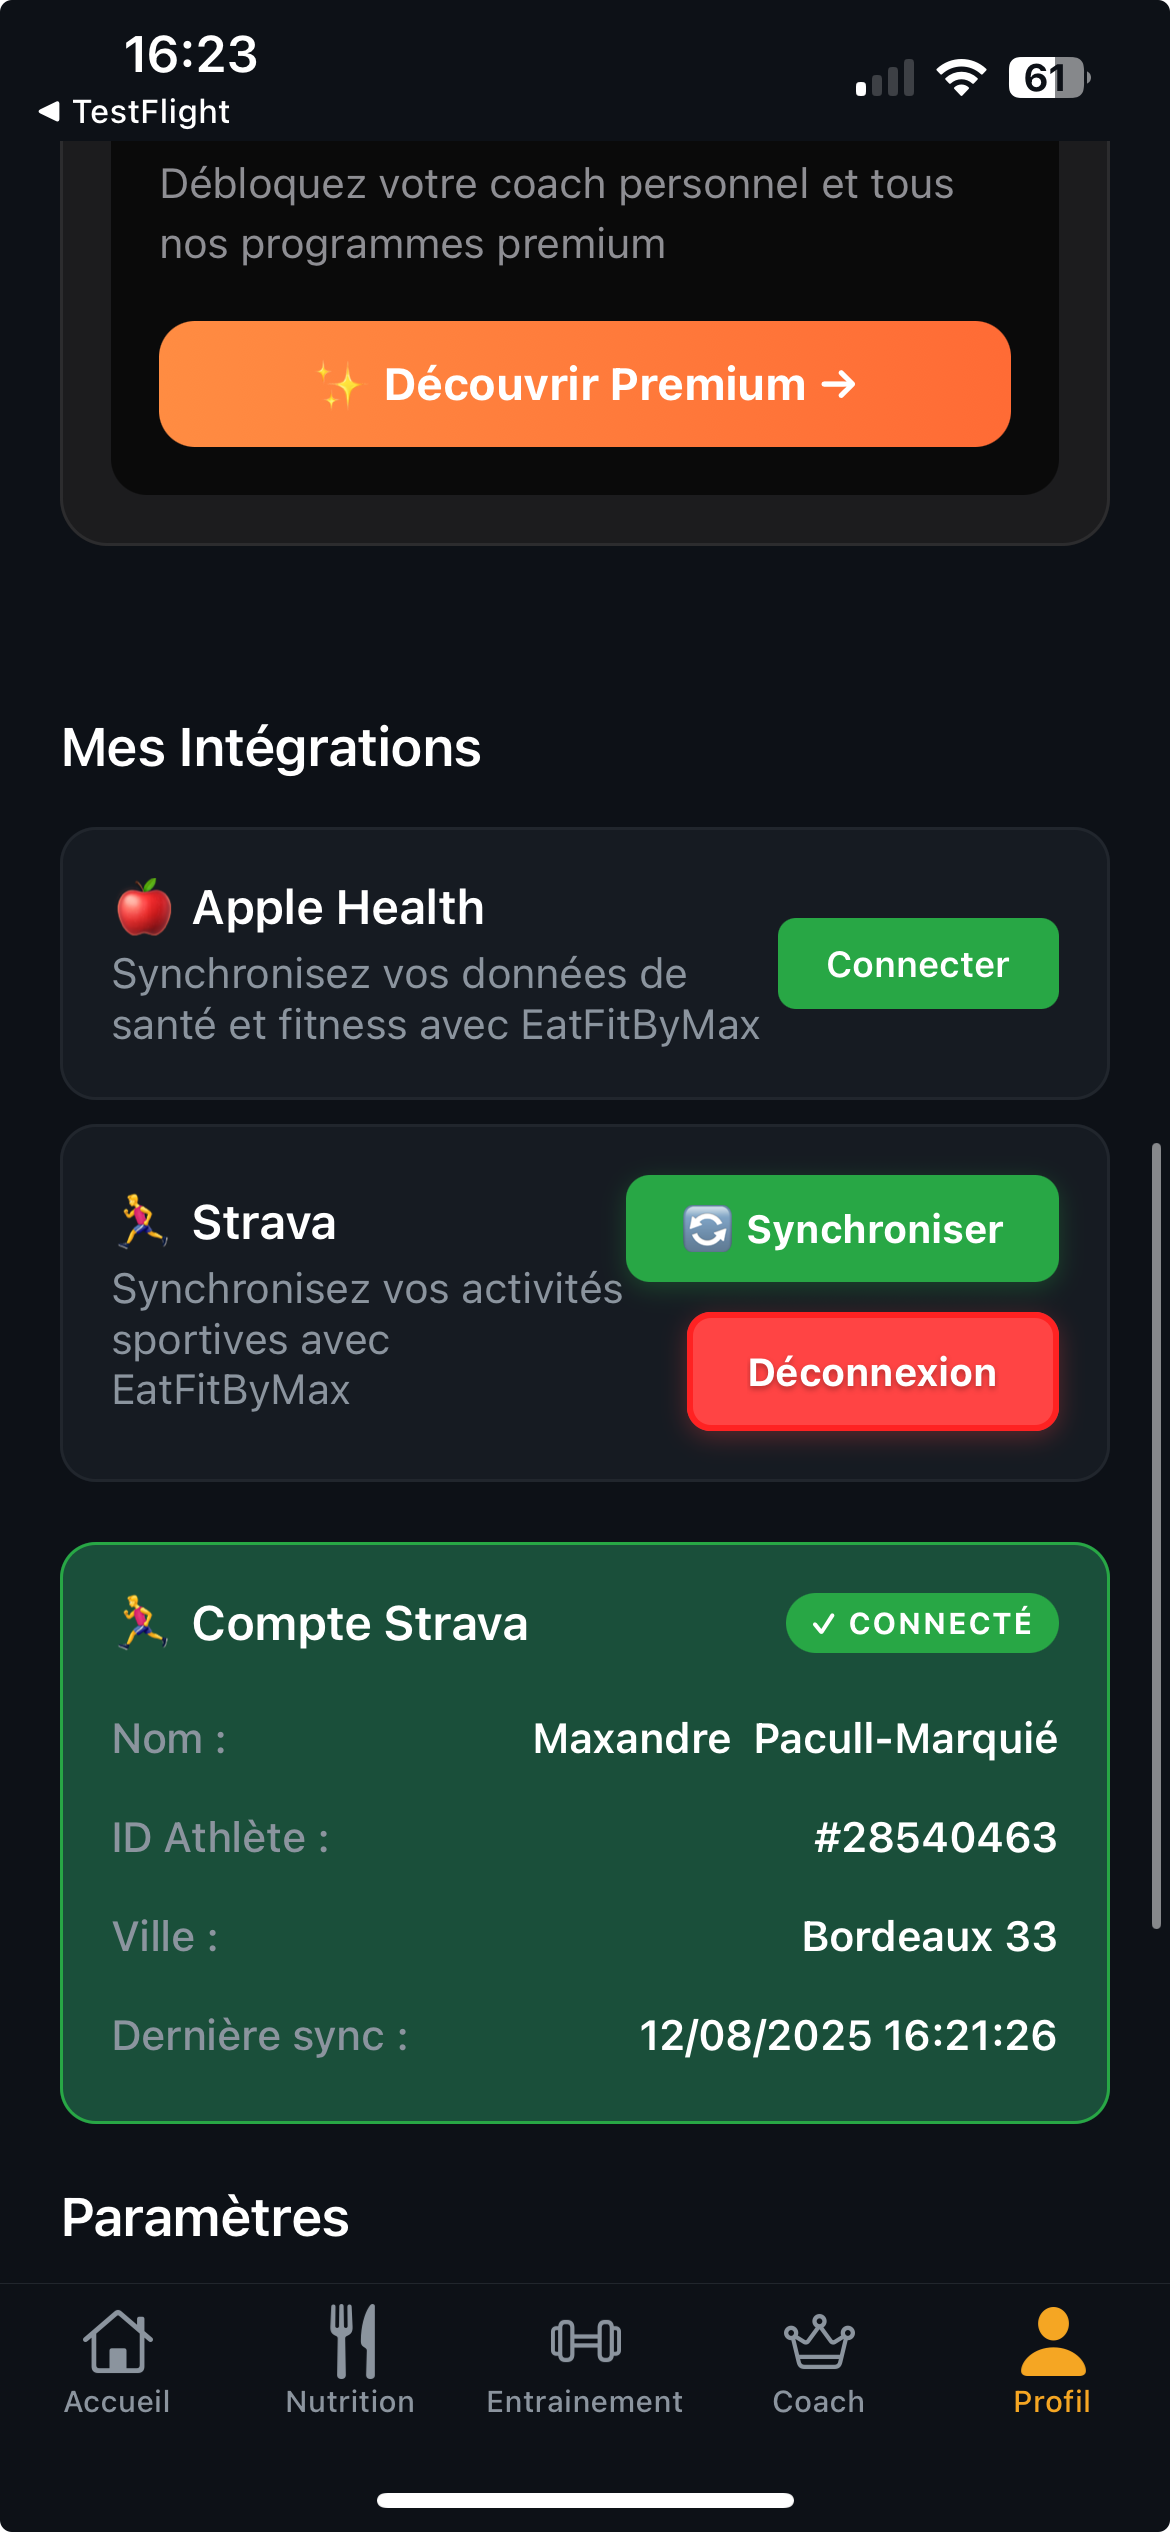 16:23
61
◀ TestFlight
Débloquez votre coach personnel et tous
nos programmes premium
✨ Découvrir Premium →
Mes Intégrations
Apple Health
Synchronisez vos données de
santé et fitness avec EatFitByMax
Connecter
Strava
Synchronisez vos activités
sportives avec
EatFitByMax
Synchroniser
Déconnexion
Compte Strava
✓ CONNECTÉ
Nom : Maxandre  Pacull-Marquié
ID Athlète : #28540463
Ville : Bordeaux 33
Dernière sync : 12/08/2025 16:21:26
Paramètres
Accueil
Nutrition
Entrainement
Coach
Profil